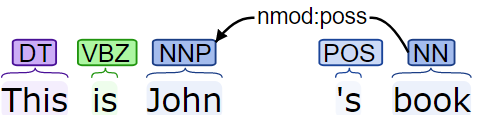 nmod:poss
DT VBZ NNP POS NN
This is John 's book